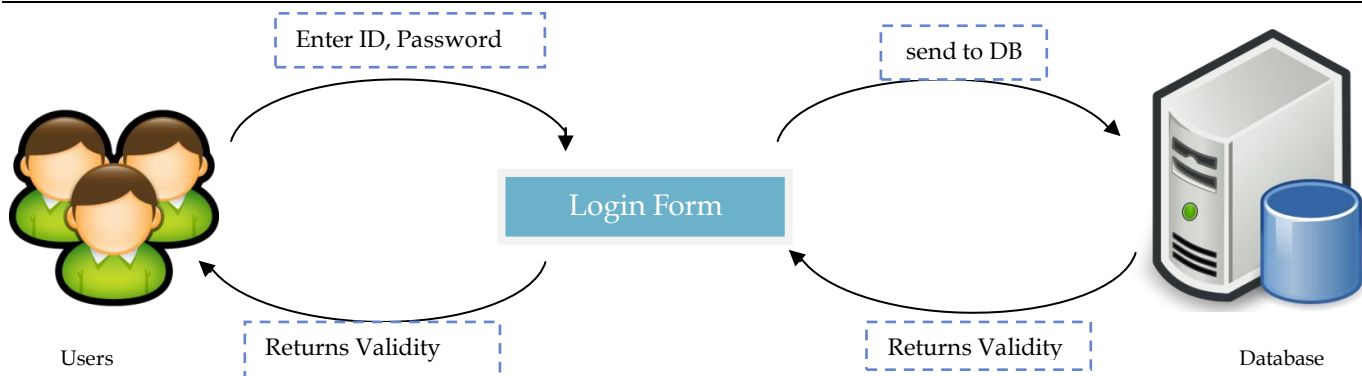 Enter ID, Password
send to DB
Login Form
Returns Validity
Returns Validity
Users
Database